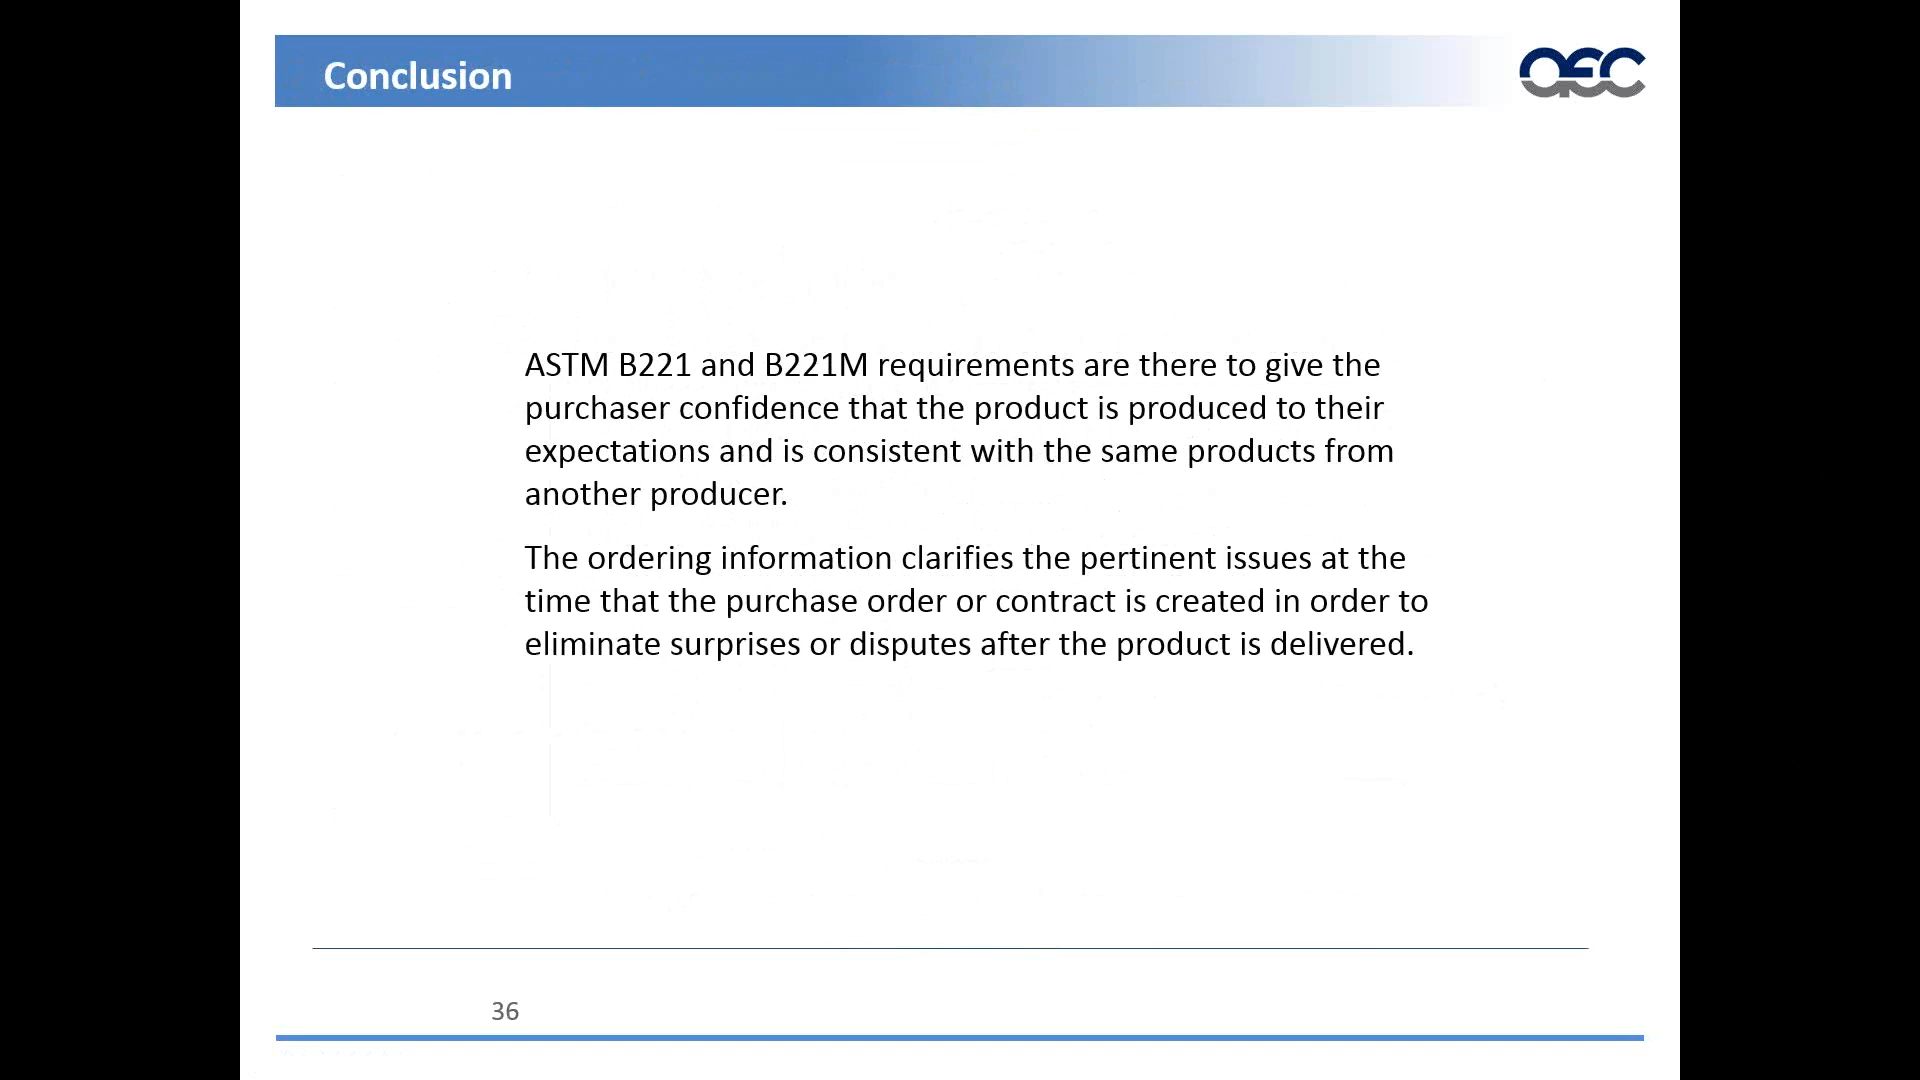 Conclusion
aec
ASTM B221 and B221M requirements are there to give the
purchaser confidence that the product is produced to their
expectations and is consistent with the same products from
another producer.
The ordering information clarifies the pertinent issues at the
time that the purchase order or contract is created in order to
eliminate surprises or disputes after the product is delivered.
36